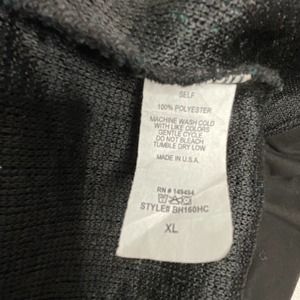 SELF
100% POLYESTER
MACHINE WASH COLD
WITH LIKE COLORS
GENTLE CYCLE
DO NOT BLEACH
TUMBLE DRY LOW
MADE IN U.S.A.
RN # 149494
STYLE# BH160HC
XL